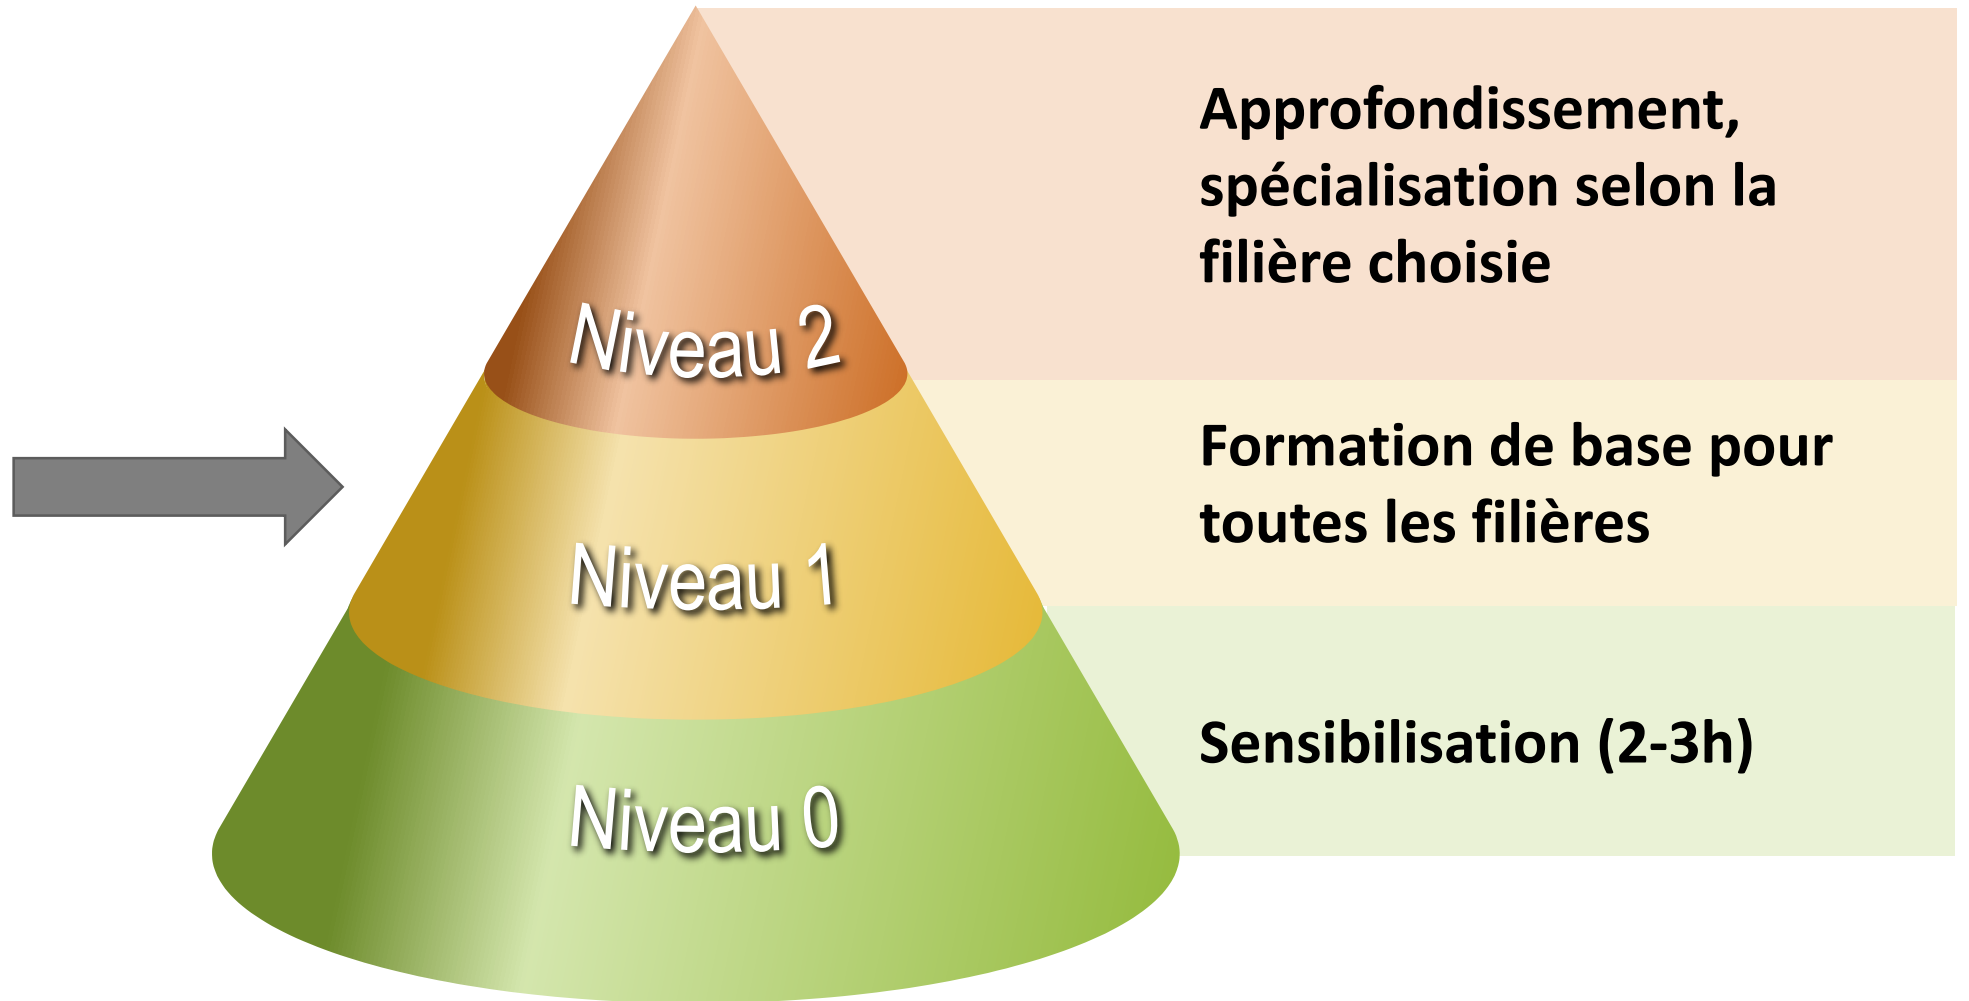 Approfondissement,
spécialisation selon la
filière choisie
Niveau 2
Formation de base pour
toutes les filières
Niveau 1
Sensibilisation (2-3h)
Niveau 0